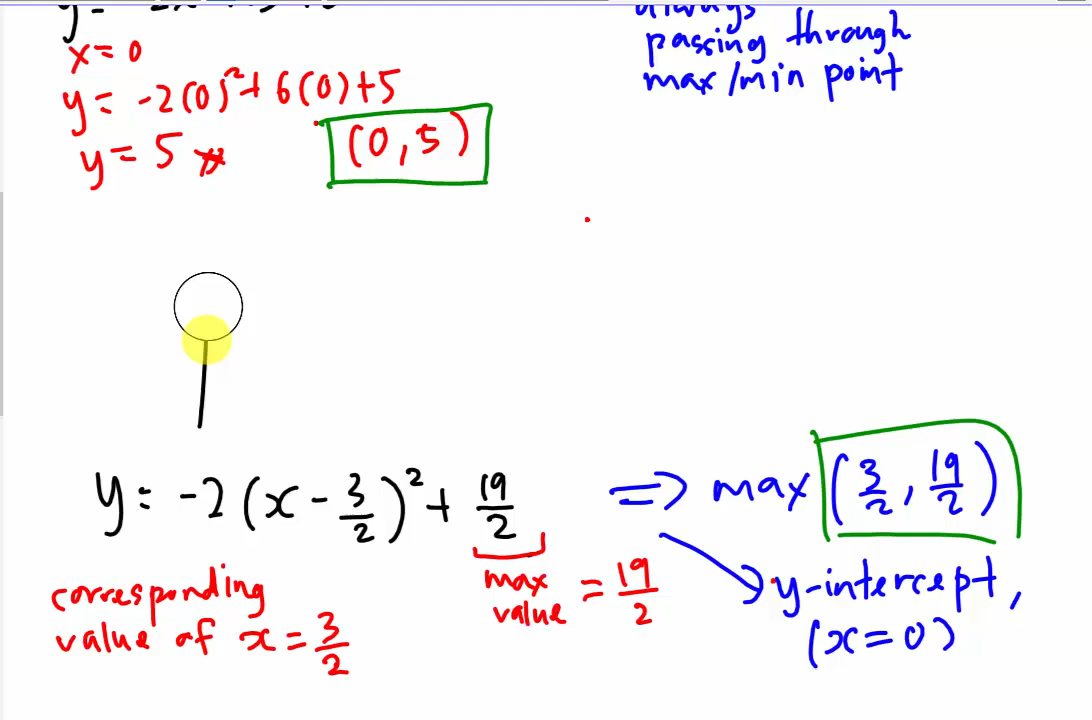 always
passing through
max/min point
x = 0
y = -2(0)² + 6(0) + 5
y = 5
(0, 5)
y = -2(x - 3/2)² + 19/2
⇒ max (3/2, 19/2)
max value = 19/2
corresponding
value of x = 3/2
y-intercept,
(x = 0)